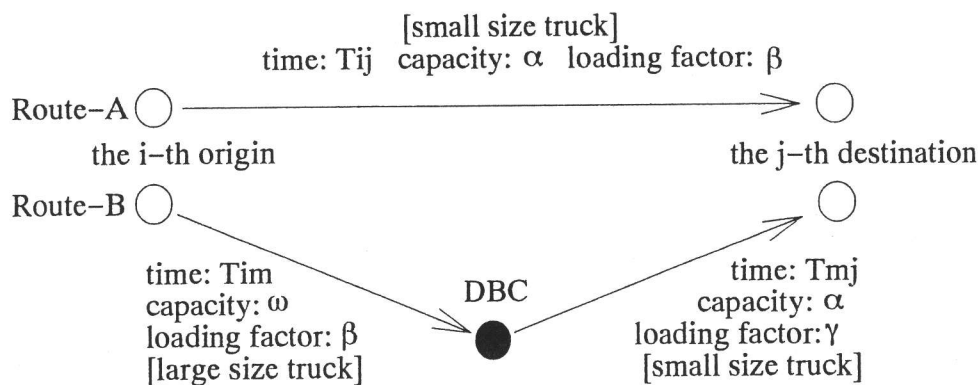 [small size truck]
time: Tij capacity: α loading factor: β
Route-A
the i-th origin
the j-th destination
Route-B
time: Tim
capacity: ω
loading factor: β
[large size truck]
DBC
time: Tmj
capacity: α
loading factor:γ
[small size truck]